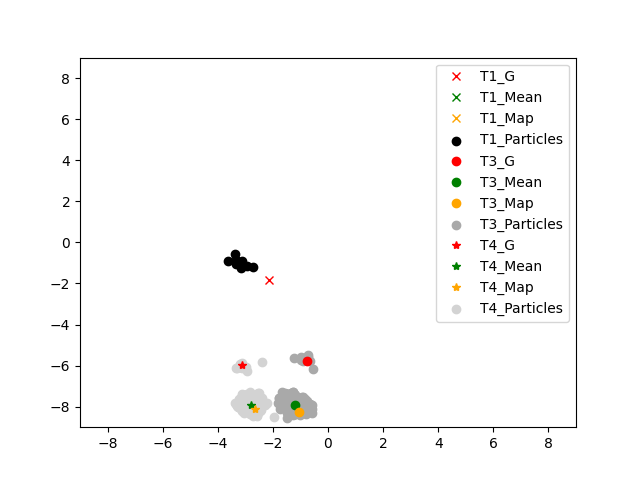 8
6
4
2
0
−2
−4
−6
−8
−8
−6
−4
−2
0
2
4
6
8
T1_G
T1_Mean
T1_Map
T1_Particles
T3_G
T3_Mean
T3_Map
T3_Particles
T4_G
T4_Mean
T4_Map
T4_Particles